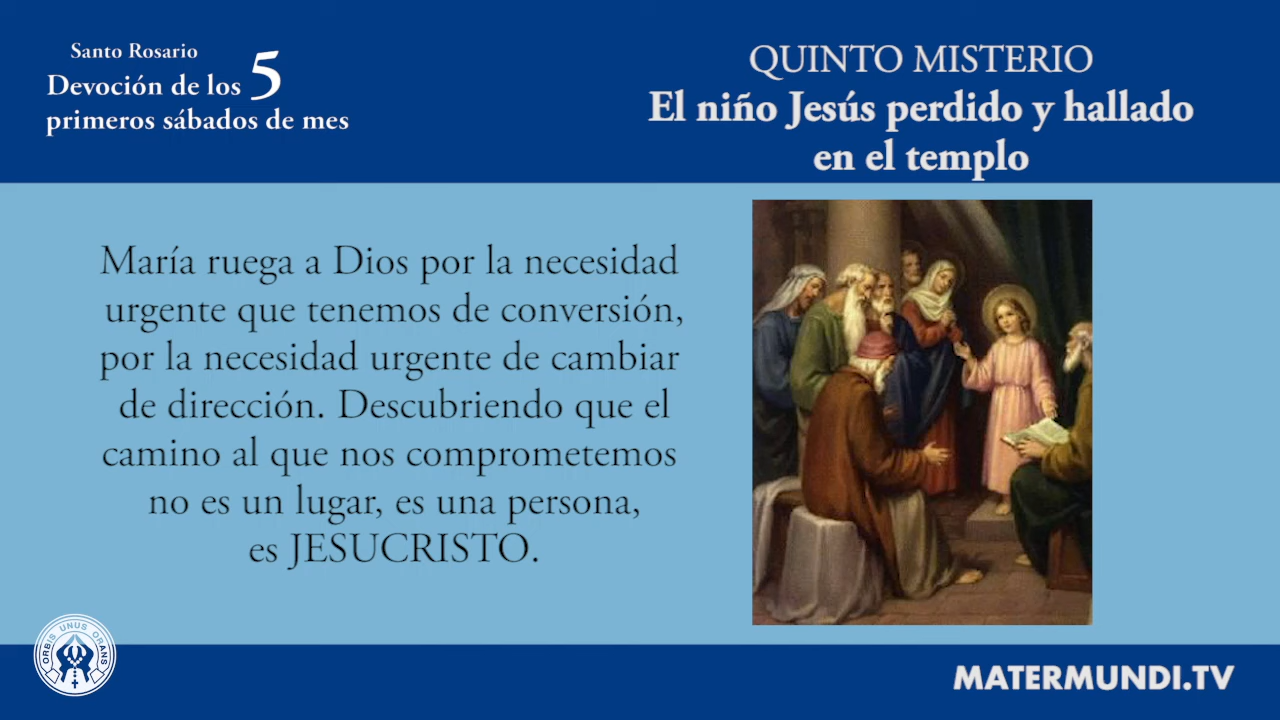 Santo Rosario
Devoción de los 5
primeros sábados de mes
QUINTO MISTERIO
El niño Jesús perdido y hallado
en el templo
María ruega a Dios por la necesidad
urgente que tenemos de conversión,
por la necesidad urgente de cambiar
de dirección. Descubriendo que el
camino al que nos comprometemos
no es un lugar, es una persona,
es JESUCRISTO.
ORBIS UNUS ORANS
MATERMUNDI.TV